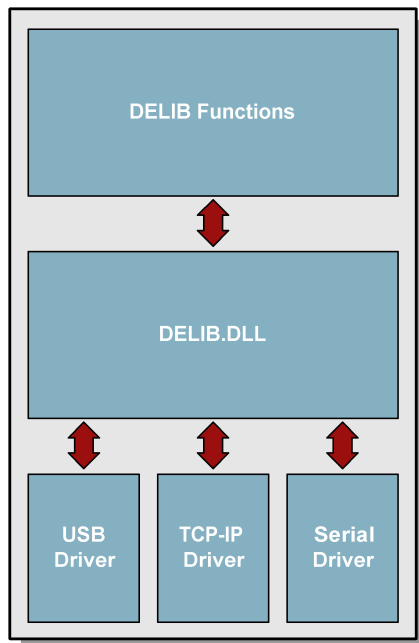 DELIB Functions
DELIB.DLL
USB
Driver
TCP-IP
Driver
Serial
Driver